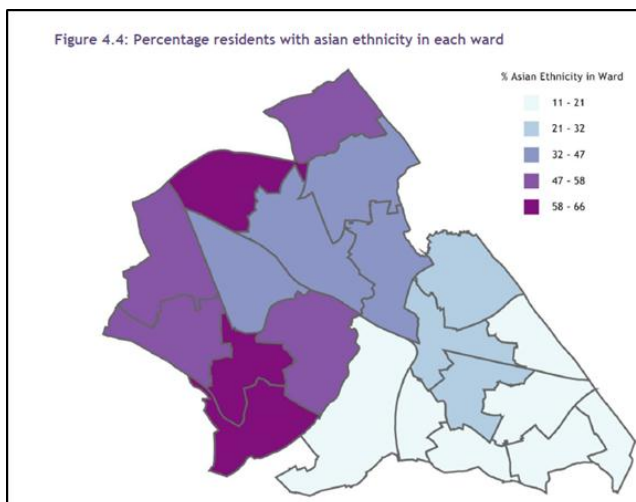 Figure 4.4: Percentage residents with asian ethnicity in each ward
% Asian Ethnicity in Ward
11 - 21
21 - 32
32 - 47
47 - 58
58 - 66